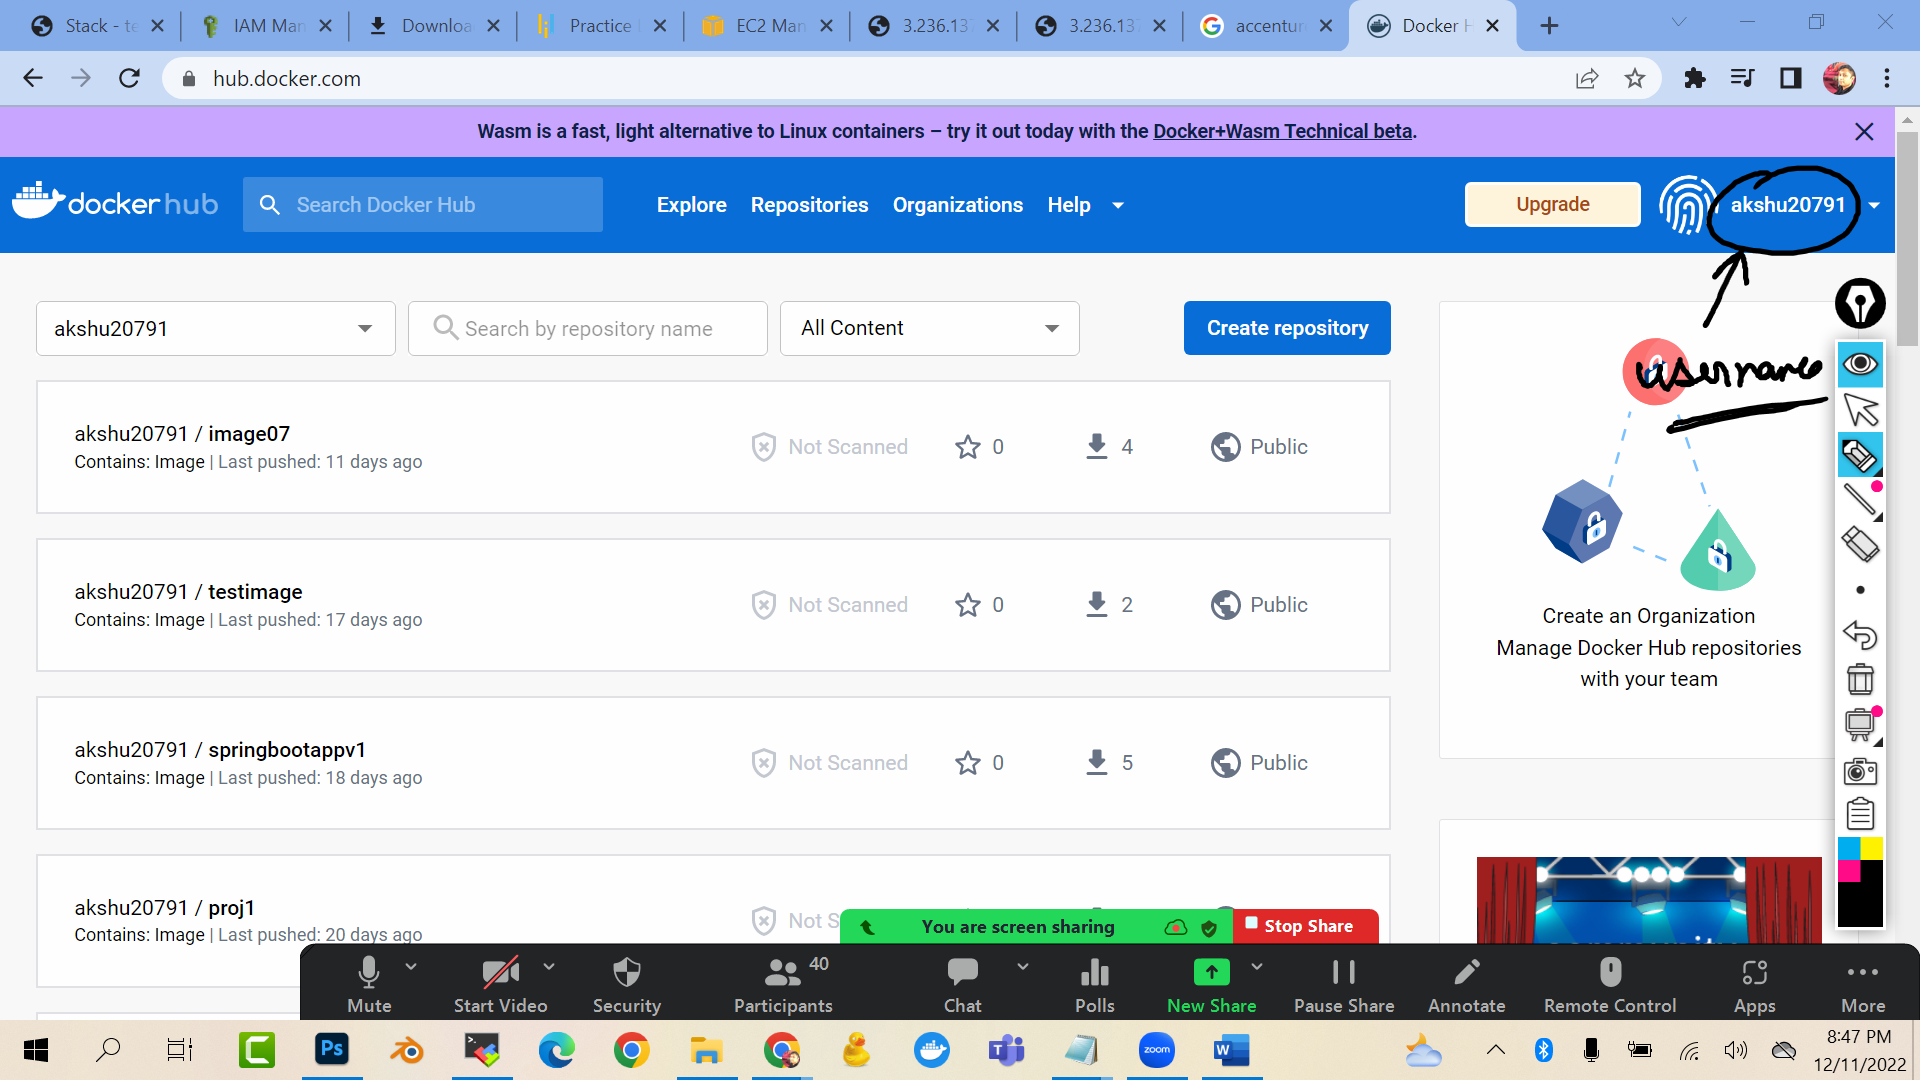 Stack - te
IAM Man
Downloa
Practice
EC2 Man
3.236.137
3.236.137
accenture
Docker H
hub.docker.com
Wasm is a fast, light alternative to Linux containers – try it out today with the Docker+Wasm Technical beta.
docker hub
Search Docker Hub
Explore
Repositories
Organizations
Help
Upgrade
akshu20791
akshu20791
Search by repository name
All Content
Create repository
username
akshu20791 / image07
Contains: Image | Last pushed: 11 days ago
Not Scanned
0
4
Public
akshu20791 / testimage
Contains: Image | Last pushed: 17 days ago
Not Scanned
0
2
Public
akshu20791 / springbootappv1
Contains: Image | Last pushed: 18 days ago
Not Scanned
0
5
Public
akshu20791 / proj1
Contains: Image | Last pushed: 20 days ago
Not S
Create an Organization
Manage Docker Hub repositories
with your team
You are screen sharing
Stop Share
Mute
Start Video
Security
40
Participants
Chat
Polls
New Share
Pause Share
Annotate
Remote Control
Apps
More
Ps
zoom
W
8:47 PM
12/11/2022